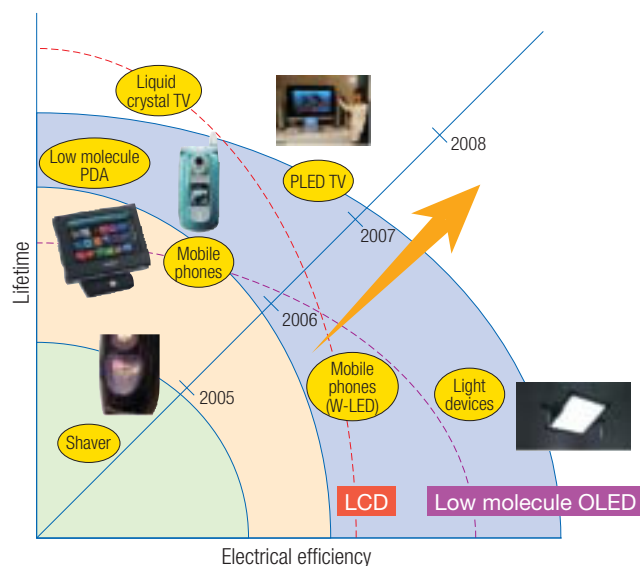 Liquid
crystal TV
Low molecule
PDA
PLED TV
2008
2007
Mobile
phones
2006
Lifetime
2005
Mobile
phones
(W-LED)
Light
devices
Shaver
LCD
Low molecule OLED
Electrical efficiency